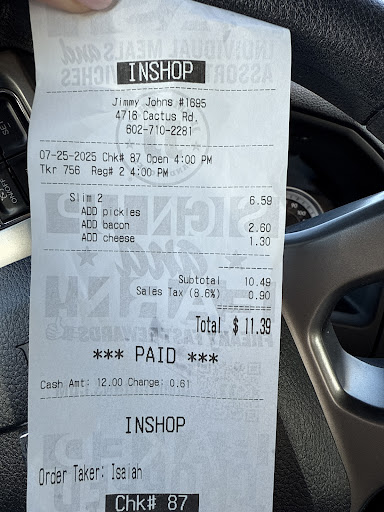 INSHOP
Jimmy Johns #1695
4716 Cactus Rd,
602-710-2281
07-25-2025 Chk# 87 Open 4:00 PM
Tkr 756 Reg# 2 4:00 PM
Slim 2 6.59
ADD pickles
ADD bacon 2.60
ADD cheese 1.30
Subtotal 10.49
Sales Tax (8.6%) 0.90
Total $ 11.39
*** PAID ***
Cash Amt: 12.00 Change: 0.61
INSHOP
Order Taker: Isaiah
Chk# 87